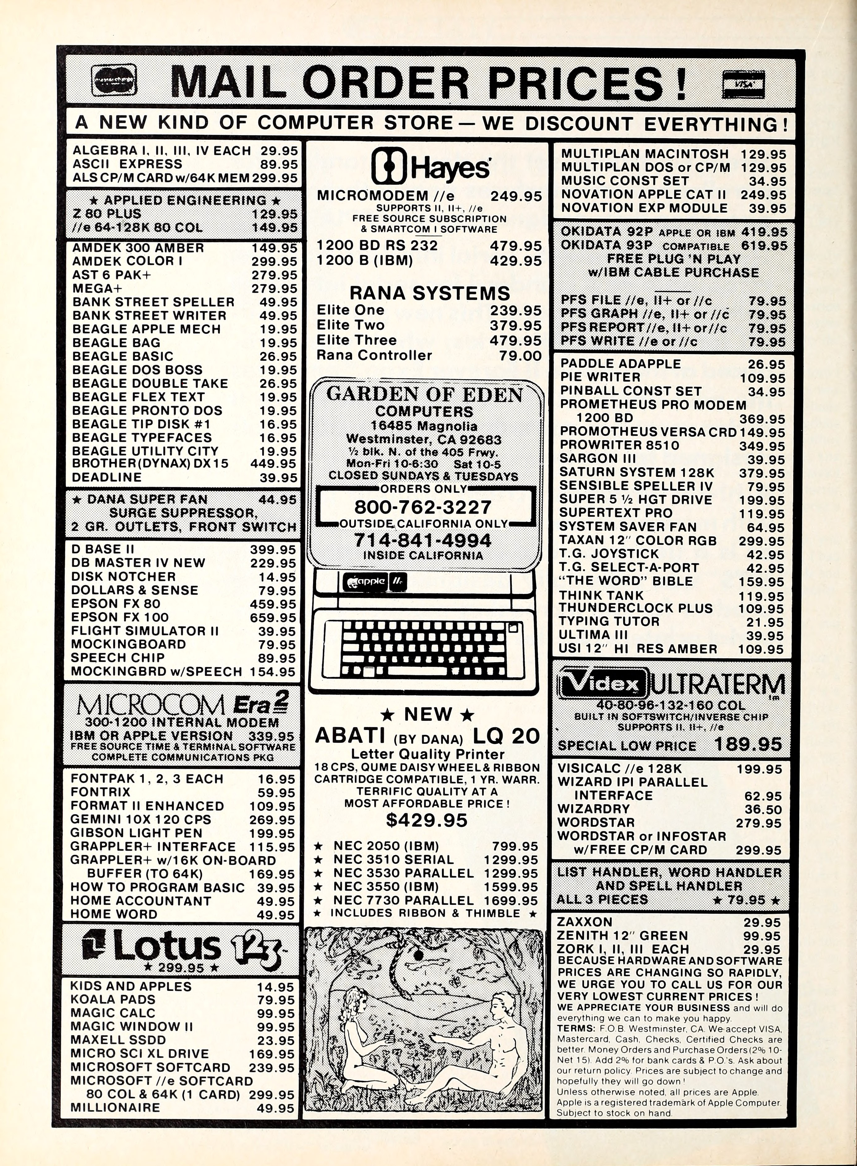 MAIL ORDER PRICES!
VISA
A NEW KIND OF COMPUTER STORE — WE DISCOUNT EVERYTHING!
ALGEBRA I, II, III, IV EACH 29.95
ASCII EXPRESS 89.95
ALS CP/M CARD w/64K MEM 299.95
★ APPLIED ENGINEERING ★
Z 80 PLUS 129.95
//e 64-128K 80 COL 149.95
AMDEK 300 AMBER 149.95
AMDEK COLOR I 299.95
AST 6 PAK+ 279.95
MEGA+ 279.95
BANK STREET SPELLER 49.95
BANK STREET WRITER 49.95
BEAGLE APPLE MECH 19.95
BEAGLE BAG 19.95
BEAGLE BASIC 26.95
BEAGLE DOS BOSS 19.95
BEAGLE DOUBLE TAKE 26.95
BEAGLE FLEX TEXT 19.95
BEAGLE PRONTO DOS 19.95
BEAGLE TIP DISK #1 16.95
BEAGLE TYPEFACES 16.95
BEAGLE UTILITY CITY 19.95
BROTHER (DYNAX) DX15 449.95
DEADLINE 39.95
★ DANA SUPER FAN 44.95
SURGE SUPPRESSOR,
2 GR. OUTLETS, FRONT SWITCH
D BASE II 399.95
DB MASTER IV NEW 229.95
DISK NOTCHER 14.95
DOLLARS & SENSE 79.95
EPSON FX 80 459.95
EPSON FX 100 659.95
FLIGHT SIMULATOR II 39.95
MOCKINGBOARD 79.95
SPEECH CHIP 89.95
MOCKINGBRD w/SPEECH 154.95
MICROCOM Era 2
300-1200 INTERNAL MODEM
IBM OR APPLE VERSION 339.95
FREE SOURCE TIME & TERMINAL SOFTWARE
COMPLETE COMMUNICATIONS PKG
FONTPAK 1, 2, 3 EACH 16.95
FONTRIX 59.95
FORMAT II ENHANCED 109.95
GEMINI 10X 120 CPS 269.95
GIBSON LIGHT PEN 199.95
GRAPPLER+ INTERFACE 115.95
GRAPPLER+ w/16K ON-BOARD
BUFFER (TO 64K) 169.95
HOW TO PROGRAM BASIC 39.95
HOME ACCOUNTANT 49.95
HOME WORD 49.95
Lotus 123
★ 299.95 ★
KIDS AND APPLES 14.95
KOALA PADS 79.95
MAGIC CALC 99.95
MAGIC WINDOW II 99.95
MAXELL SSDD 23.95
MICRO SCI XL DRIVE 169.95
MICROSOFT SOFTCARD 239.95
MICROSOFT //e SOFTCARD
80 COL & 64K (1 CARD) 299.95
MILLIONAIRE 49.95
Hayes
MICROMODEM //e 249.95
SUPPORTS II, II+, //e
FREE SOURCE SUBSCRIPTION
& SMARTCOM I SOFTWARE
1200 BD RS 232 479.95
1200 B (IBM) 429.95
RANA SYSTEMS
Elite One 239.95
Elite Two 379.95
Elite Three 479.95
Rana Controller 79.00
GARDEN OF EDEN
COMPUTERS
16485 Magnolia
Westminster, CA 92683
½ blk. N. of the 405 Frwy.
Mon-Fri 10-6:30 Sat 10-5
CLOSED SUNDAYS & TUESDAYS
ORDERS ONLY
800-762-3227
OUTSIDE CALIFORNIA ONLY
714-841-4994
INSIDE CALIFORNIA
apple //e
★ NEW ★
ABATI (BY DANA) LQ 20
Letter Quality Printer
18 CPS, QUME DAISY WHEEL & RIBBON
CARTRIDGE COMPATIBLE, 1 YR. WARR.
TERRIFIC QUALITY AT A
MOST AFFORDABLE PRICE!
$429.95
★ NEC 2050 (IBM) 799.95
★ NEC 3510 SERIAL 1299.95
★ NEC 3530 PARALLEL 1299.95
★ NEC 3550 (IBM) 1599.95
★ NEC 7730 PARALLEL 1699.95
★ INCLUDES RIBBON & THIMBLE ★
MULTIPLAN MACINTOSH 129.95
MULTIPLAN DOS or CP/M 129.95
MUSIC CONST SET 34.95
NOVATION APPLE CAT II 249.95
NOVATION EXP MODULE 39.95
OKIDATA 92P APPLE OR IBM 419.95
OKIDATA 93P COMPATIBLE 619.95
FREE PLUG 'N PLAY
w/IBM CABLE PURCHASE
PFS FILE //e, II+ or //c 79.95
PFS GRAPH //e, II+ or //c 79.95
PFS REPORT //e, II+ or //c 79.95
PFS WRITE //e or //c 79.95
PADDLE ADAPPLE 26.95
PIE WRITER 109.95
PINBALL CONST SET 34.95
PROMETHEUS PRO MODEM
1200 BD 369.95
PROMOTHEUS VERSA CRD 149.95
PROWRITER 8510 349.95
SARGON III 39.95
SATURN SYSTEM 128K 379.95
SENSIBLE SPELLER IV 79.95
SUPER 5 ½ HGT DRIVE 199.95
SUPERTEXT PRO 119.95
SYSTEM SAVER FAN 64.95
TAXAN 12" COLOR RGB 299.95
T.G. JOYSTICK 42.95
T.G. SELECT-A-PORT 42.95
"THE WORD" BIBLE 159.95
THINK TANK 119.95
THUNDERCLOCK PLUS 109.95
TYPING TUTOR 21.95
ULTIMA III 39.95
USI 12" HI RES AMBER 109.95
Videx ULTRATERM tm
40-80-96-132-160 COL
BUILT IN SOFTSWITCH/INVERSE CHIP
SUPPORTS II, II+, //e
SPECIAL LOW PRICE 189.95
VISICALC //e 128K 199.95
WIZARD IPI PARALLEL
INTERFACE 62.95
WIZARDRY 36.50
WORDSTAR 279.95
WORDSTAR or INFOSTAR
w/FREE CP/M CARD 299.95
LIST HANDLER, WORD HANDLER
AND SPELL HANDLER
ALL 3 PIECES ★ 79.95 ★
ZAXXON 29.95
ZENITH 12" GREEN 99.95
ZORK I, II, III EACH 29.95
BECAUSE HARDWARE AND SOFTWARE
PRICES ARE CHANGING SO RAPIDLY,
WE URGE YOU TO CALL US FOR OUR
VERY LOWEST CURRENT PRICES!
WE APPRECIATE YOUR BUSINESS and will do
everything we can to make you happy.
TERMS: F.O.B. Westminster, CA. We accept VISA,
Mastercard, Cash, Checks, Certified Checks are
better. Money Orders and Purchase Orders (2% 10-
Net 15). Add 2% for bank cards & P.O.'s. Ask about
our return policy. Prices are subject to change and
hopefully they will go down!
Unless otherwise noted, all prices are Apple.
Apple is a registered trademark of Apple Computer.
Subject to stock on hand.